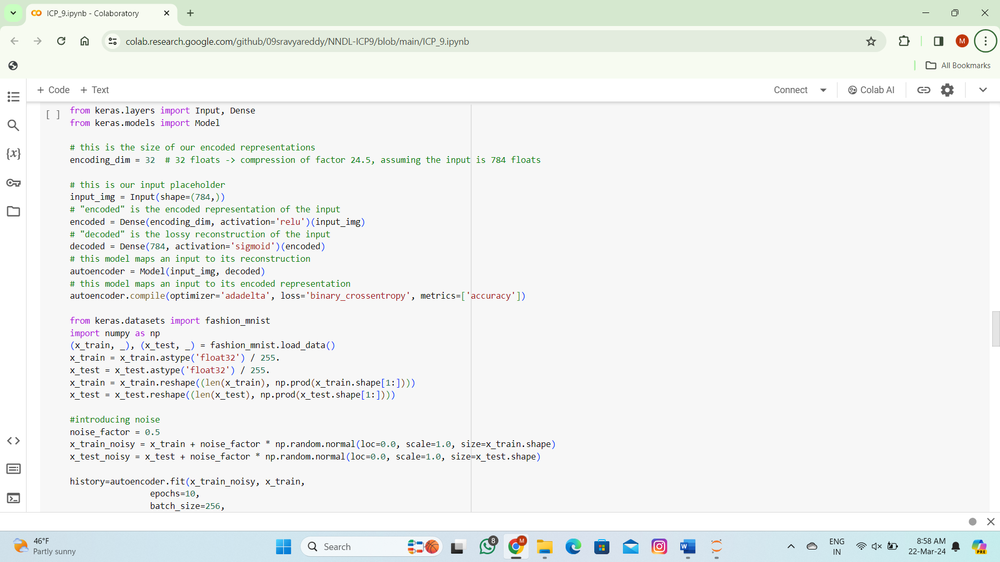 ICP_9.ipynb - Colaboratory
colab.research.google.com/github/09sravyareddy/NNDL-ICP9/blob/main/ICP_9.ipynb
M
All Bookmarks
+ Code + Text
Connect
Colab AI
{x}
[ ]
from keras.layers import Input, Dense
from keras.models import Model
# this is the size of our encoded representations
encoding_dim = 32  # 32 floats -> compression of factor 24.5, assuming the input is 784 floats
# this is our input placeholder
input_img = Input(shape=(784,))
# "encoded" is the encoded representation of the input
encoded = Dense(encoding_dim, activation='relu')(input_img)
# "decoded" is the lossy reconstruction of the input
decoded = Dense(784, activation='sigmoid')(encoded)
# this model maps an input to its reconstruction
autoencoder = Model(input_img, decoded)
# this model maps an input to its encoded representation
autoencoder.compile(optimizer='adadelta', loss='binary_crossentropy', metrics=['accuracy'])
from keras.datasets import fashion_mnist
import numpy as np
(x_train, _), (x_test, _) = fashion_mnist.load_data()
x_train = x_train.astype('float32') / 255.
x_test = x_test.astype('float32') / 255.
x_train = x_train.reshape((len(x_train), np.prod(x_train.shape[1:])))
x_test = x_test.reshape((len(x_test), np.prod(x_test.shape[1:])))
#introducing noise
noise_factor = 0.5
x_train_noisy = x_train + noise_factor * np.random.normal(loc=0.0, scale=1.0, size=x_train.shape)
x_test_noisy = x_test + noise_factor * np.random.normal(loc=0.0, scale=1.0, size=x_test.shape)
history=autoencoder.fit(x_train_noisy, x_train,
epochs=10,
batch_size=256,
46°F
Partly sunny
Search
8
M
W
ENG
IN
8:58 AM
22-Mar-24
PRE